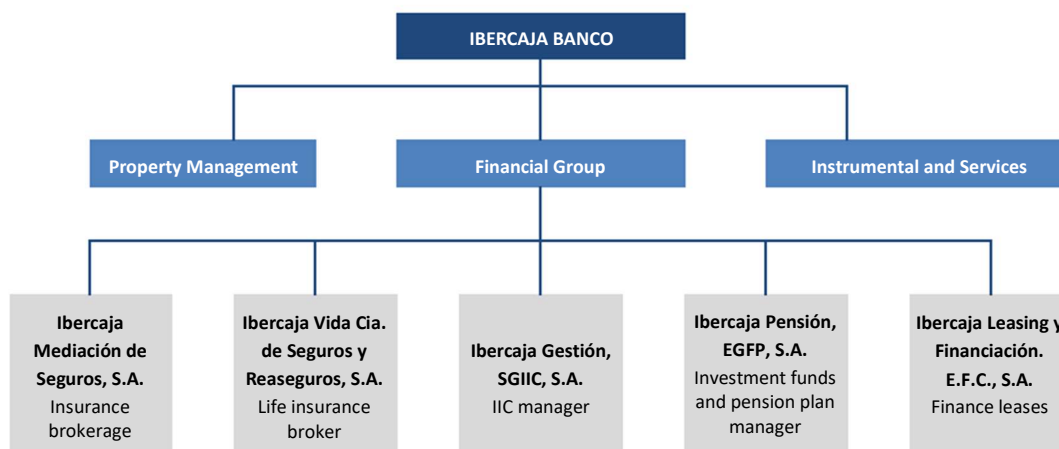 IBERCAJA BANCO
Property Management
Financial Group
Instrumental and Services
Ibercaja
Mediación de
Seguros, S.A.
Insurance
brokerage
Ibercaja Vida Cia.
de Seguros y
Reaseguros, S.A.
Life insurance
broker
Ibercaja Gestión,
SGIIC, S.A.
IIC manager
Ibercaja Pensión,
EGFP, S.A.
Investment funds
and pension plan
manager
Ibercaja Leasing y
Financiación.
E.F.C., S.A.
Finance leases